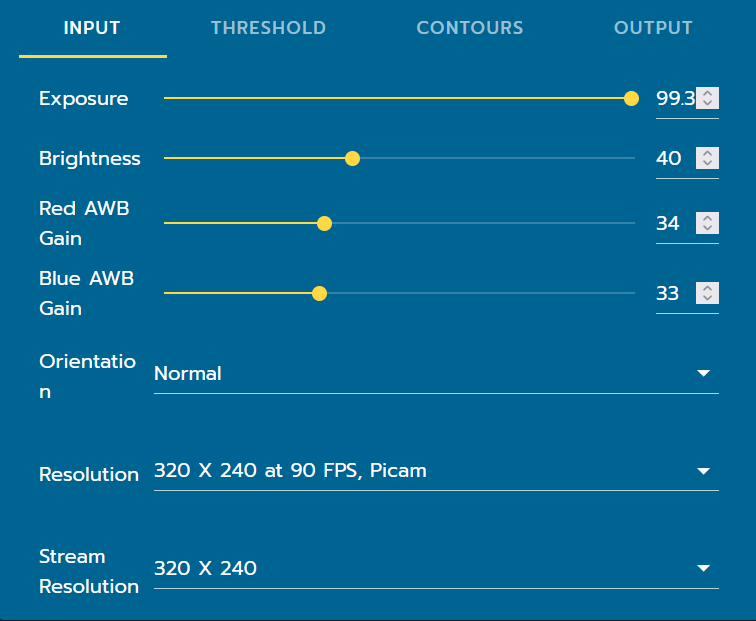 INPUT THRESHOLD CONTOURS OUTPUT
Exposure 99.3
Brightness 40
Red AWB
Gain 34
Blue AWB
Gain 33
Orientatio
n
Normal
Resolution 320 X 240 at 90 FPS, Picam
Stream
Resolution 320 X 240